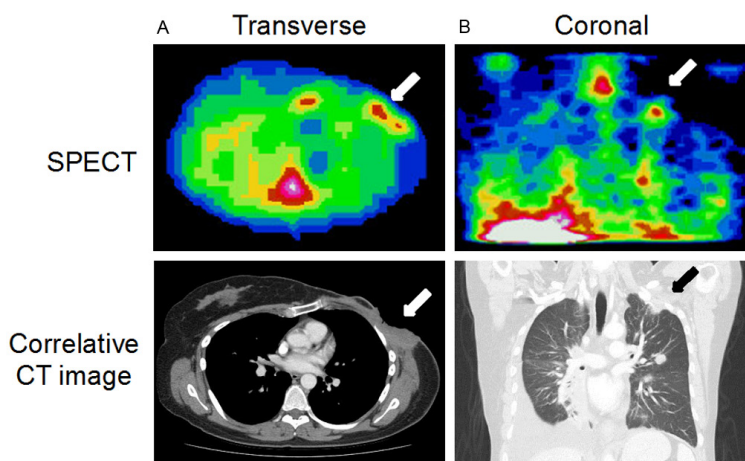 A Transverse
B Coronal
SPECT
Correlative
CT image